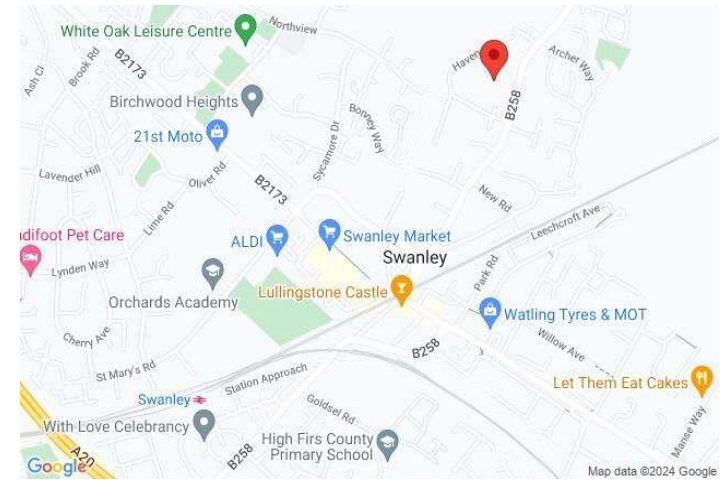 White Oak Leisure Centre
Northview
Archer Way
Haven
B2173
Brook Rd
Ash Cl
Birchwood Heights
B258
Bonney Way
21st Moto
Sycamore Dr
Oliver Rd
Lavender Hill
B2173
New Rd
Leechcroft Ave
Lime Rd
difoot Pet Care
ALDI
Swanley Market
Swanley
Lynden Way
Park Rd
Lullingstone Castle
Orchards Academy
Watling Tyres & MOT
Cherry Ave
Willow Ave
B258
St Mary's Rd
Station Approach
Let Them Eat Cakes
Swanley
Goldsel Rd
With Love Celebrancy
Manse Way
High Firs County
Primary School
A20
B258
Google
Map data ©2024 Google